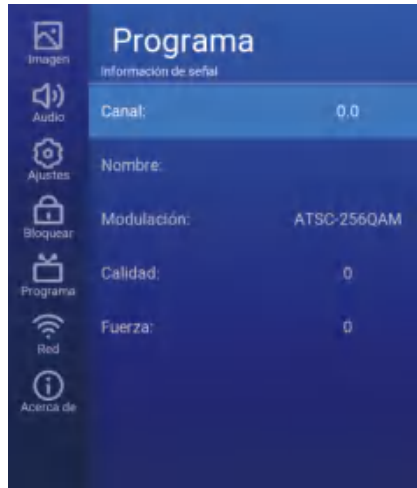 Imagen
Audio
Ajustes
Bloquear
Programa
Red
Acerca de
Programa
Información de señal
Canal: 0.0
Nombre:
Modulación: ATSC-256QAM
Calidad: 0
Fuerza: 0